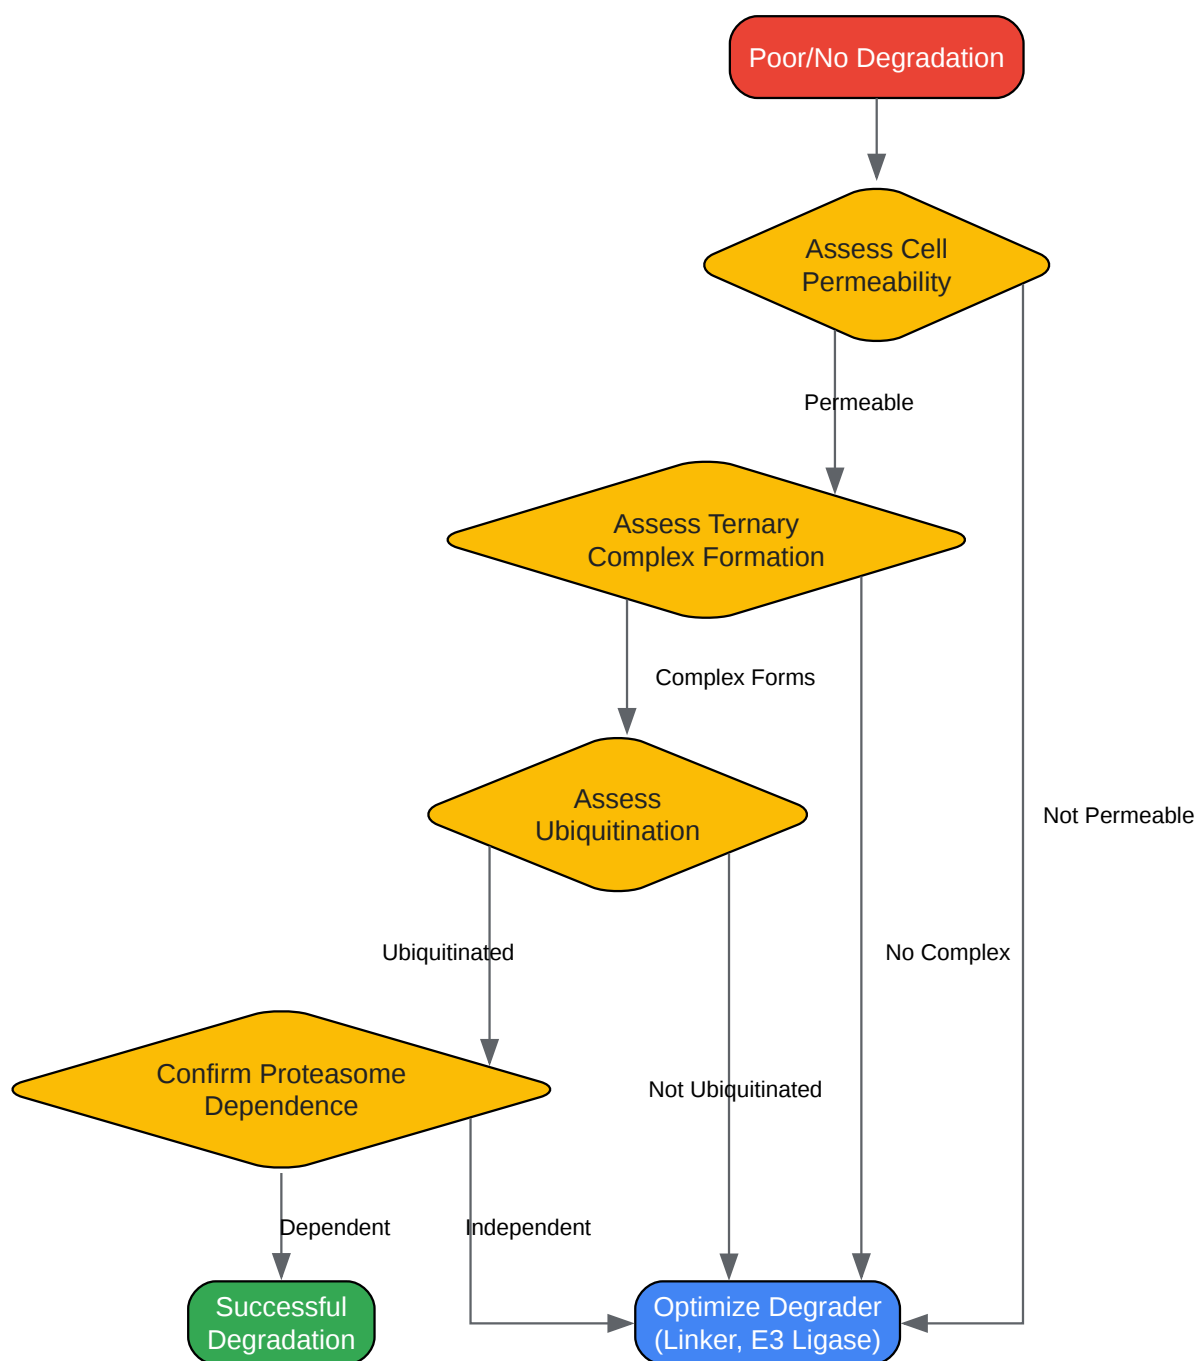 Poor/No Degradation
Assess Cell
Permeability
Permeable
Assess Ternary
Complex Formation
Complex Forms
Assess
Ubiquitination
Not Permeable
Ubiquitinated
No Complex
Confirm Proteasome
Dependence
Not Ubiquitinated
Dependent
Independent
Successful
Degradation
Optimize Degrader
(Linker, E3 Ligase)